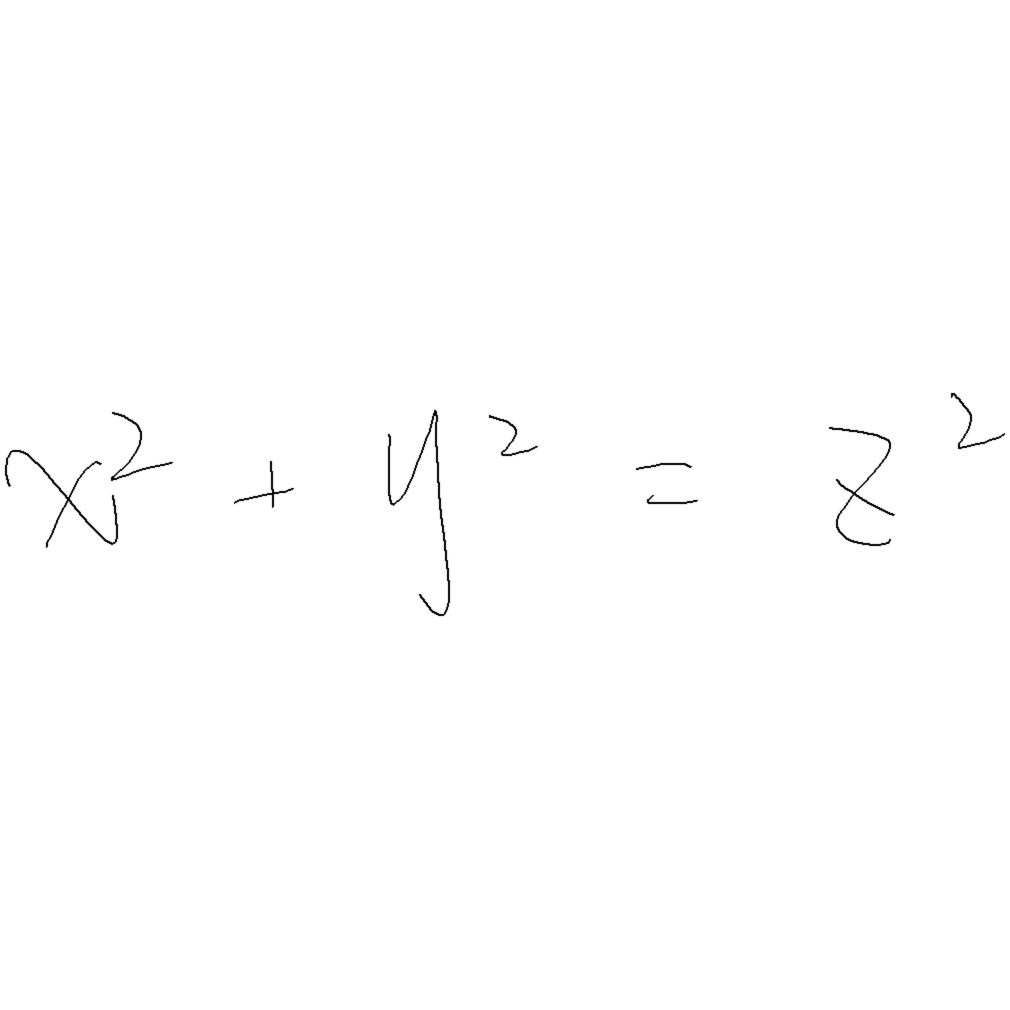 x² + y² = z²